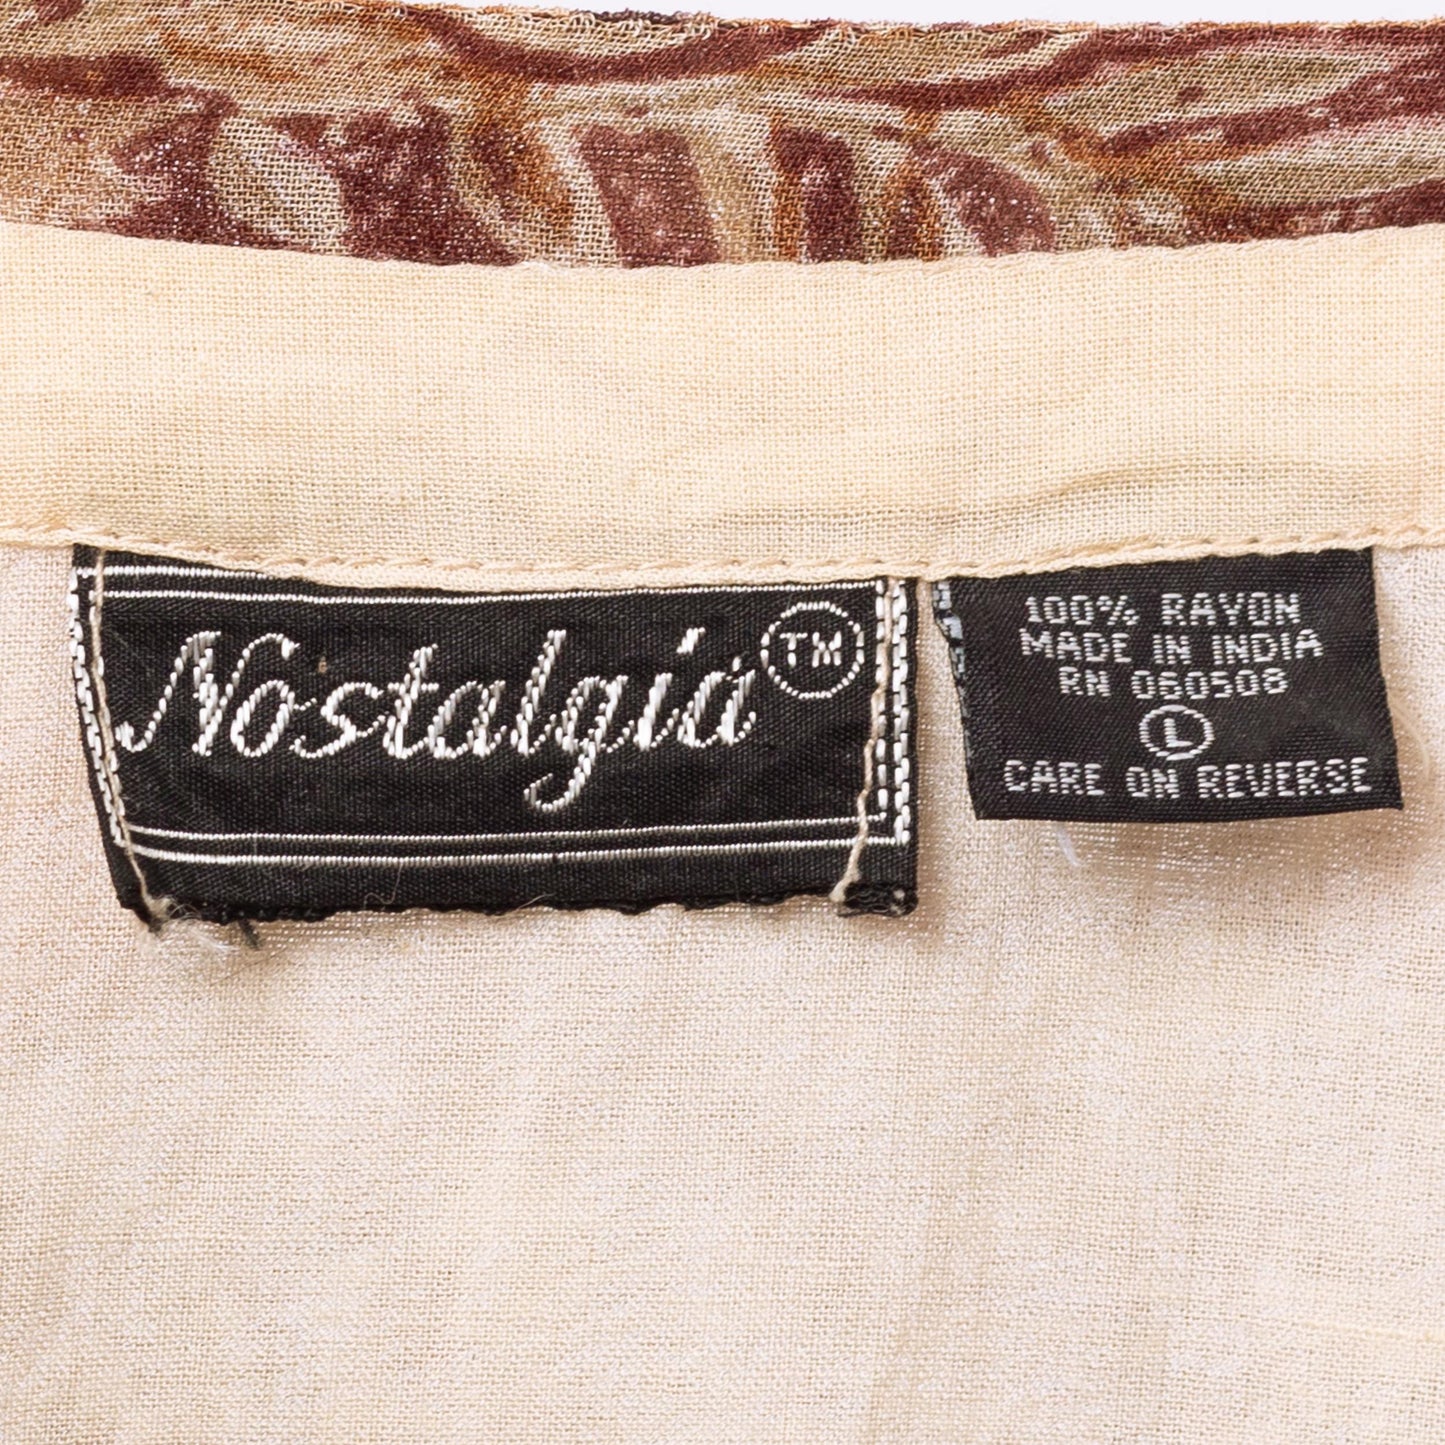 Nostalgia TM
100% RAYON
MADE IN INDIA
RN 060508
L
CARE ON REVERSE